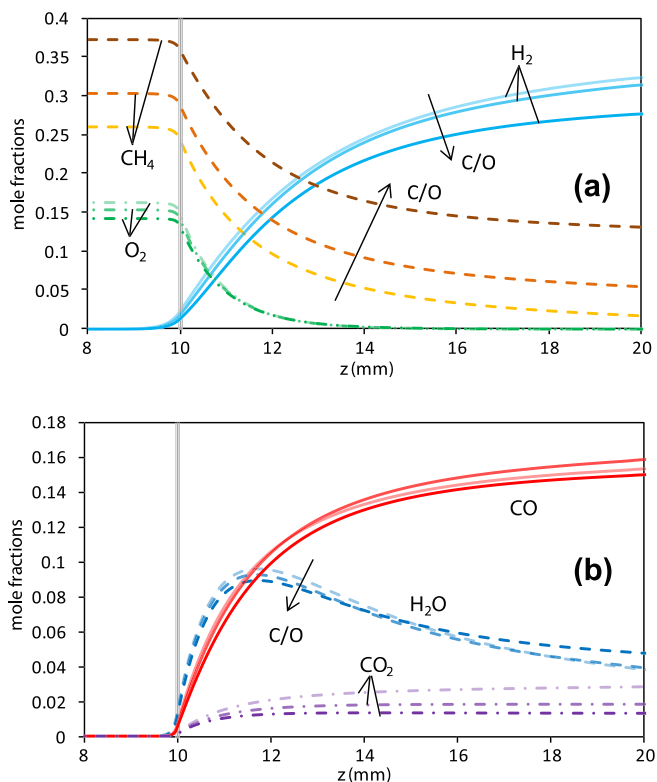 0.4
H2
0.35
0.3
0.25
CH4
C/O
0.2
C/O
(a)
0.15
O2
0.1
0.05
0
8 10 12 14 16 18 20
z (mm)
mole fractions
0.18
0.16
0.14
CO
0.12
0.1
(b)
0.08
H2O
0.06
C/O
0.04
CO2
0.02
0
8 10 12 14 16 18 20
z (mm)
mole fractions